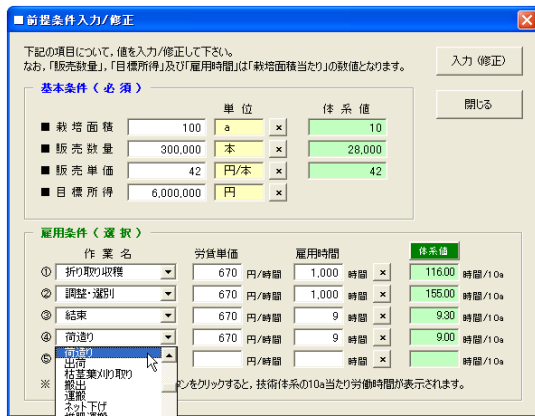 ■前提条件入力/修正
下記の項目について，値を入力/修正して下さい。
なお，「販売数量」，「目標所得」及び「雇用時間」は「栽培面積当たり」の数値となります。
入力（修正）
閉じる
基本条件（必須）
単位 体系値
■ 栽培面積 100 a × 10
■ 販売数量 300,000 本 × 28,000
■ 販売単価 42 円/本 × 42
■ 目標所得 6,000,000 円 ×
雇用条件（選択）
作業名 労賃単価 雇用時間 体系値
① 折り取り収穫 670 円/時間 1,000 時間 × 116.00 時間/10a
② 調整・選別 670 円/時間 1,000 時間 × 155.00 時間/10a
③ 結束 670 円/時間 9 時間 × 9.30 時間/10a
④ 荷造り 670 円/時間 9 時間 × 9.00 時間/10a
⑤ 円/時間 時間 × 時間/10a
荷造り
出荷
枯茎葉刈り取り
搬出
運搬
ネット下げ
※ ンをクリックすると，技術体系の10a当たり労働時間が表示されます。